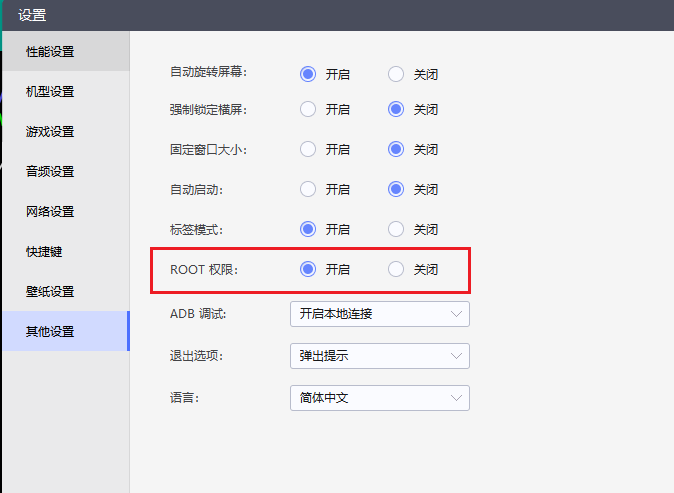 设置
性能设置
机型设置
游戏设置
音频设置
网络设置
快捷键
壁纸设置
其他设置
自动旋转屏幕： 开启 关闭
强制锁定横屏： 开启 关闭
固定窗口大小： 开启 关闭
自动启动： 开启 关闭
标签模式： 开启 关闭
ROOT 权限： 开启 关闭
ADB 调试： 开启本地连接
退出选项： 弹出提示
语言： 简体中文